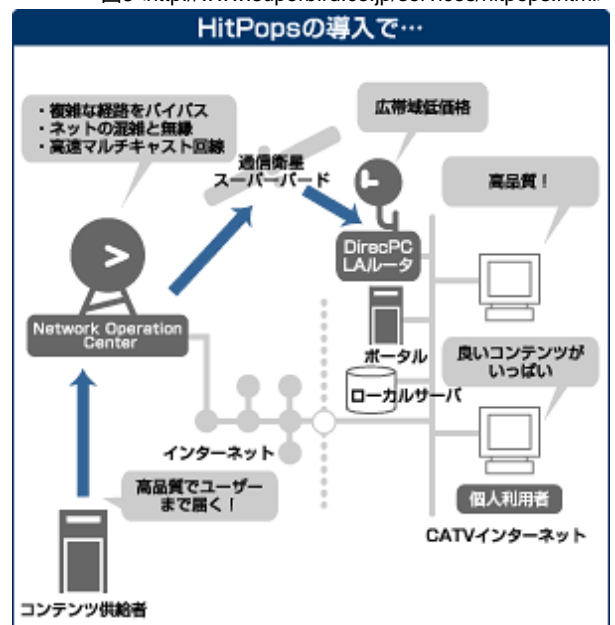 HitPopsの導入で…
・複雑な経路をバイパス
・ネットの混雑と無縁
・高速マルチキャスト回線
通信衛星
スーパーバード
広帯域低価格
高品質！
DirecPC
LAルータ
Network Operation
Center
ポータル
ローカルサーバ
良いコンテンツが
いっぱい
インターネット
高品質でユーザー
まで届く！
個人利用者
CATVインターネット
コンテンツ供給者